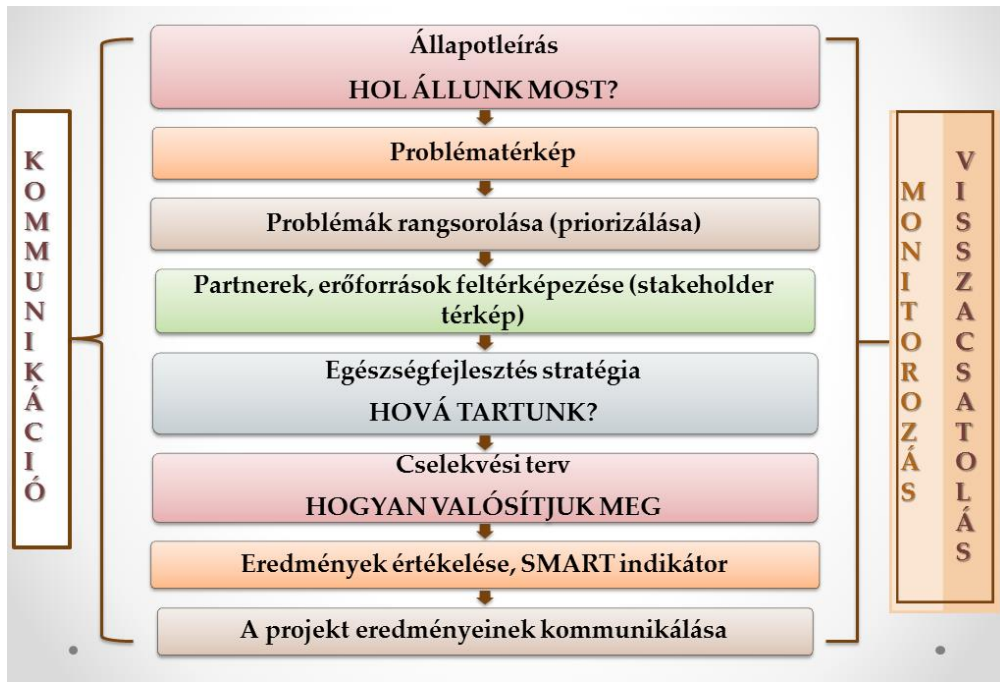 KOMMUNIKÁCIÓ
Állapotleírás
HOL ÁLLUNK MOST?
Problématérkép
Problémák rangsorolása (priorizálása)
Partnerek, erőforrások feltérképezése (stakeholder
térkép)
Egészségfejlesztés stratégia
HOVÁ TARTUNK?
Cselekvési terv
HOGYAN VALÓSÍTJUK MEG
Eredmények értékelése, SMART indikátor
A projekt eredményeinek kommunikálása
MONITOROZÁS
VISSZACSATOLÁS